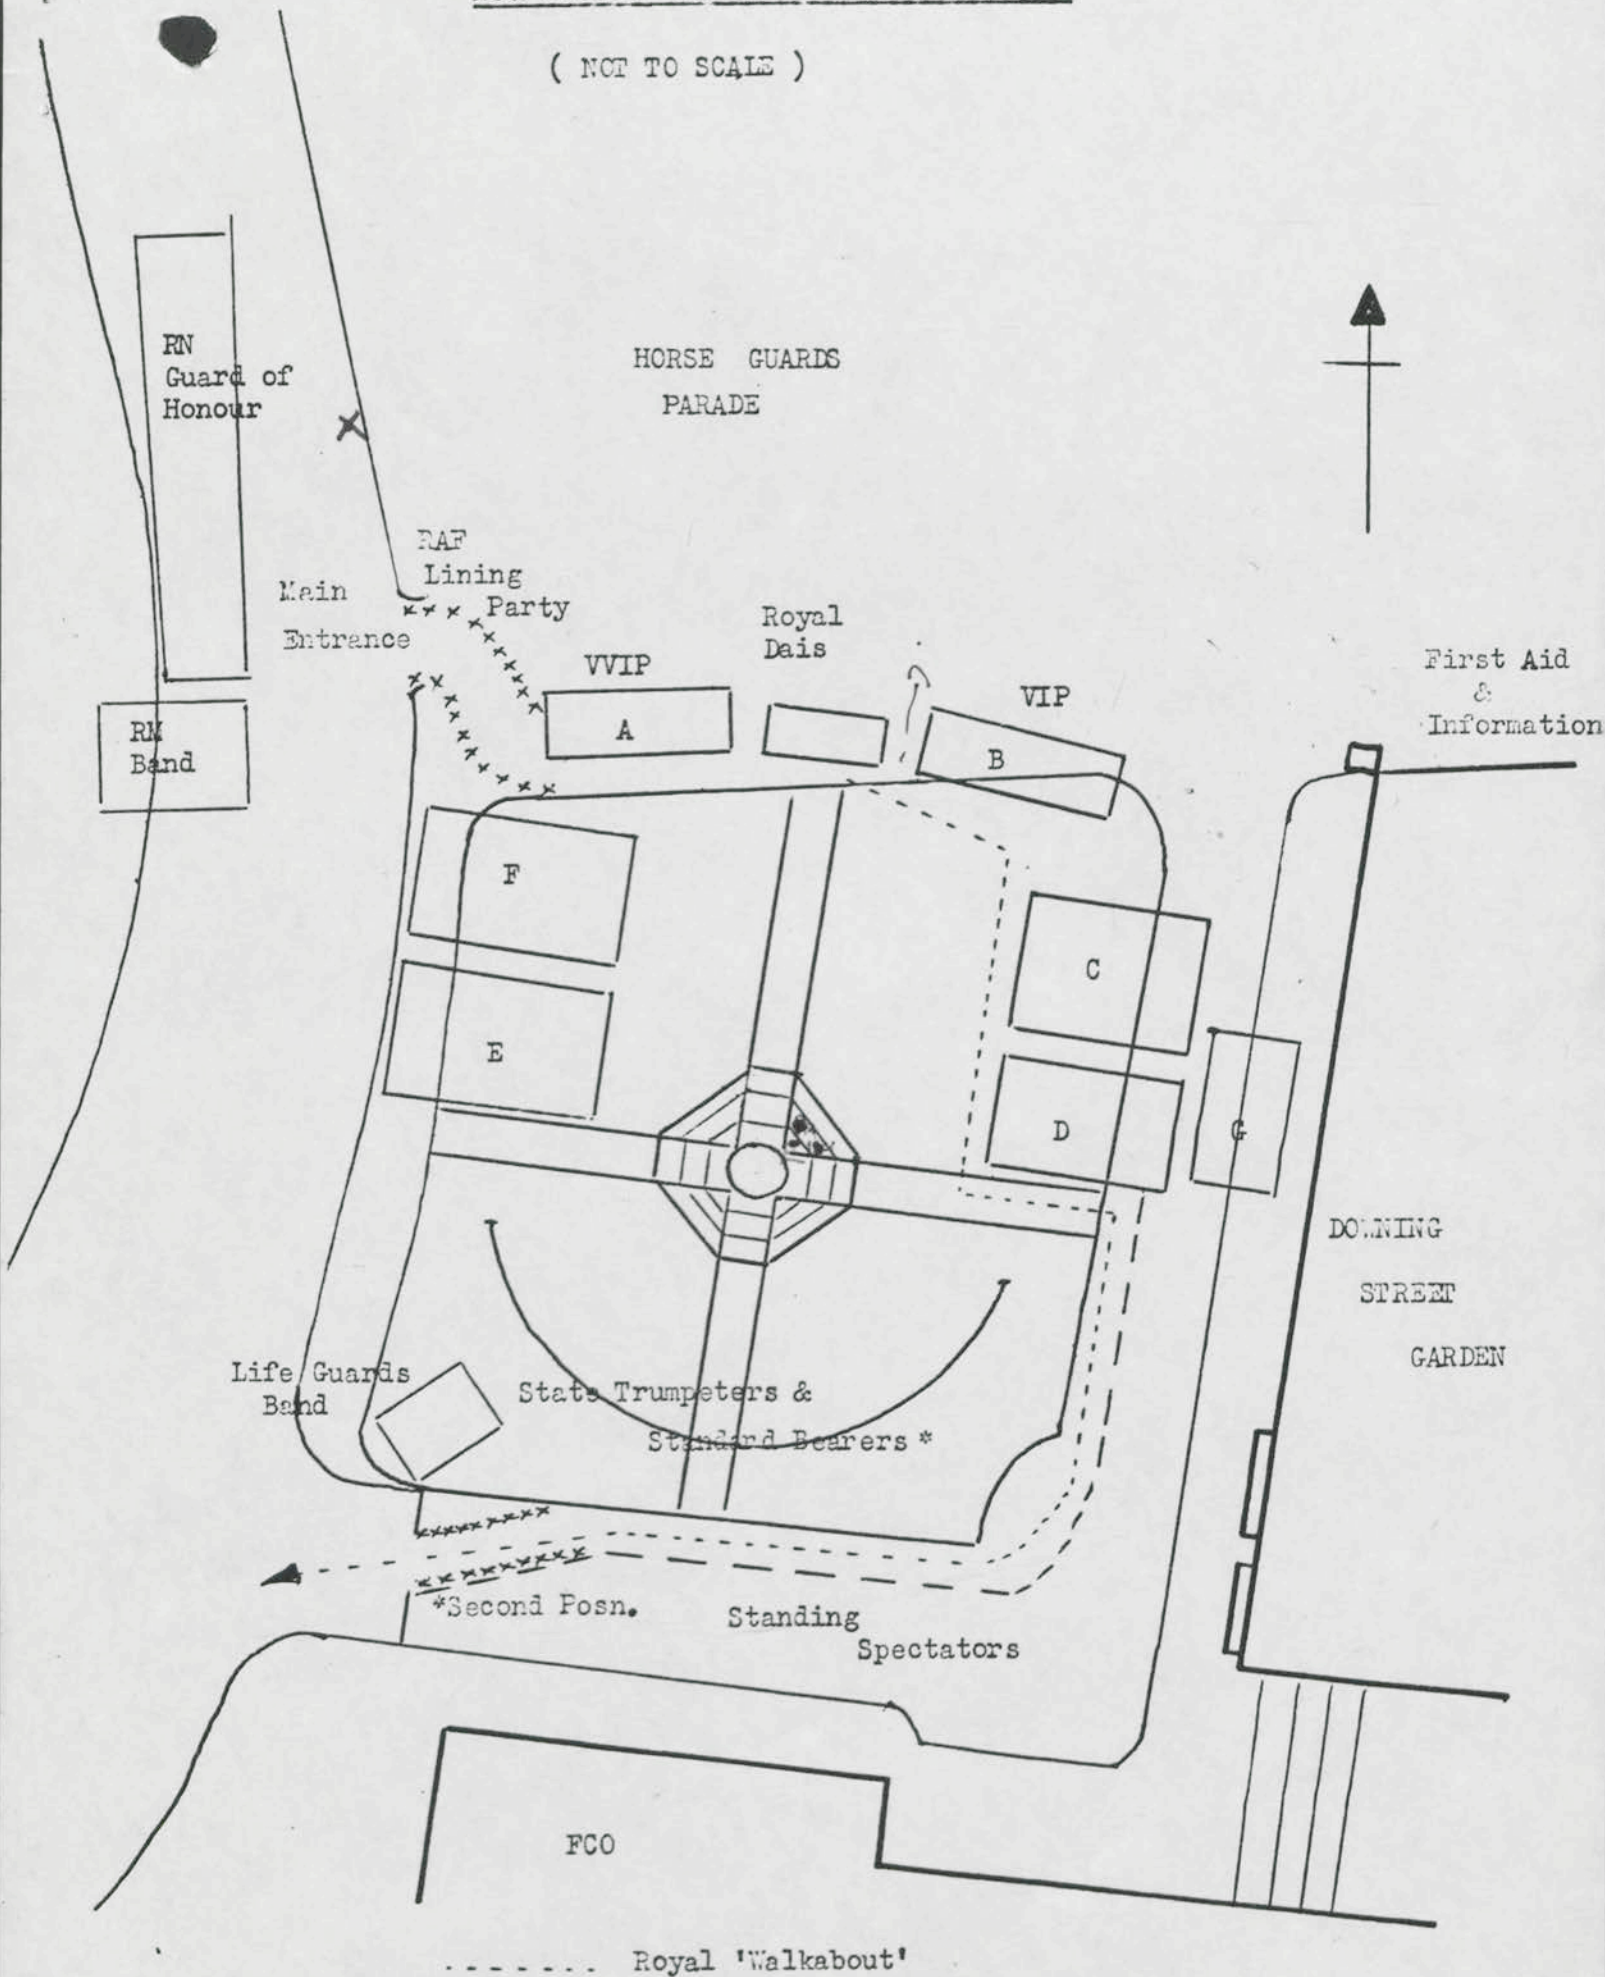 ( NOT TO SCALE )
RN
Guard of
Honour
HORSE GUARDS
PARADE
RAF
Lining
Party
Main
Entrance
Royal
Dais
VVIP
A
VIP
B
First Aid
&
Information
RM
Band
F
C
E
D
G
DOWNING
STREET
GARDEN
Life Guards
Band
State Trumpeters &
Standard Bearers *
*Second Posn.
Standing
Spectators
FCO
....... Royal 'Walkabout'